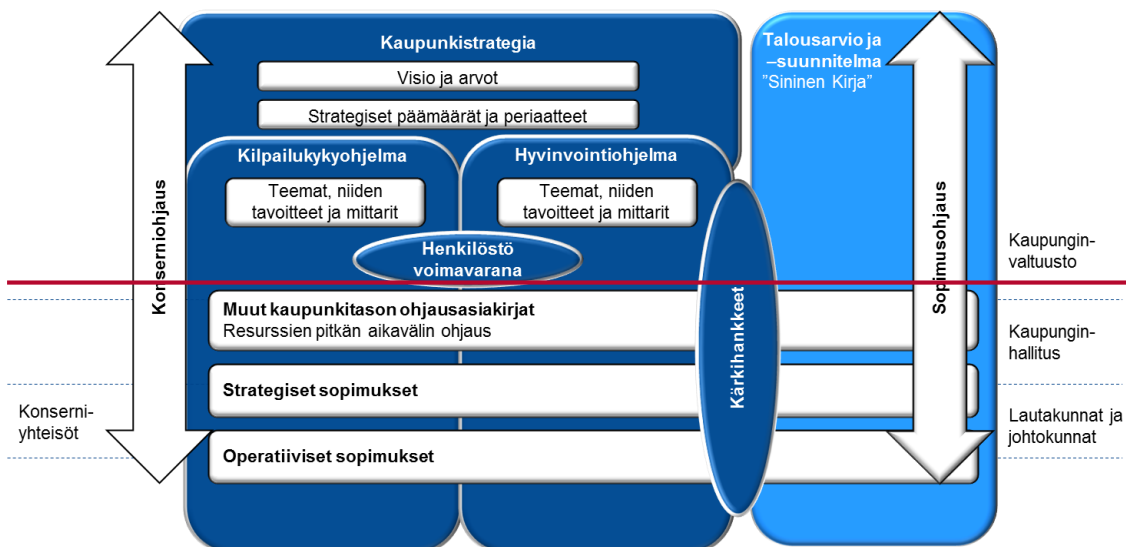 Kaupunkistrategia
Visio ja arvot
Strategiset päämäärät ja periaatteet
Talousarvio ja
–suunnitelma
”Sininen Kirja”
Kilpailukykyohjelma
Teemat, niiden
tavoitteet ja mittarit
Hyvinvointiohjelma
Teemat, niiden
tavoitteet ja mittarit
Henkilöstö
voimavarana
Konserniohjaus
Sopimusohjaus
Kärkihankkeet
Kaupungin-
valtuusto
Muut kaupunkitason ohjausasiakirjat
Resurssien pitkän aikavälin ohjaus
Kaupungin-
hallitus
Strategiset sopimukset
Konserni-
yhteisöt
Lautakunnat ja
johtokunnat
Operatiiviset sopimukset